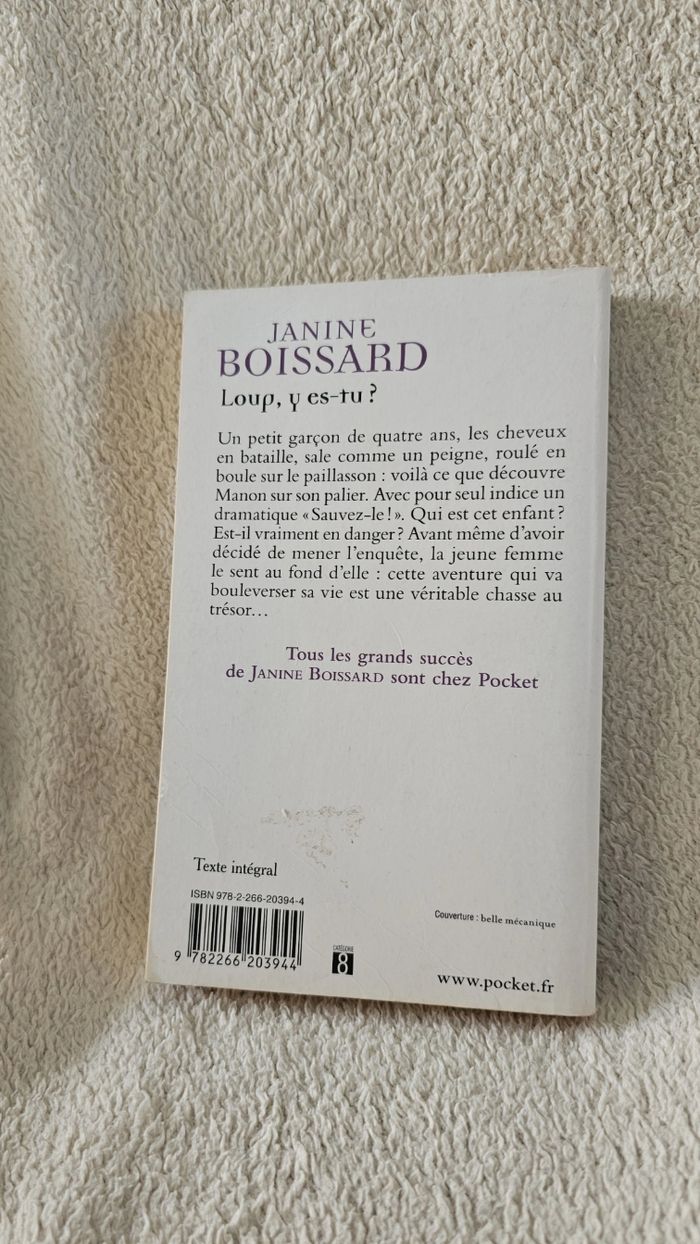 JANINE
BOISSARD
Loup, y es-tu ?
Un petit garçon de quatre ans, les cheveux
en bataille, sale comme un peigne, roulé en
boule sur le paillasson : voilà ce que découvre
Manon sur son palier. Avec pour seul indice un
dramatique «Sauvez-le !». Qui est cet enfant ?
Est-il vraiment en danger ? Avant même d'avoir
décidé de mener l'enquête, la jeune femme
le sent au fond d'elle : cette aventure qui va
bouleverser sa vie est une véritable chasse au
trésor…
Tous les grands succès
de JANINE BOISSARD sont chez Pocket
Texte intégral
ISBN 978-2-266-20394-4
9 782266 203944
CATÉGORIE
8
Couverture : belle mécanique
www.pocket.fr